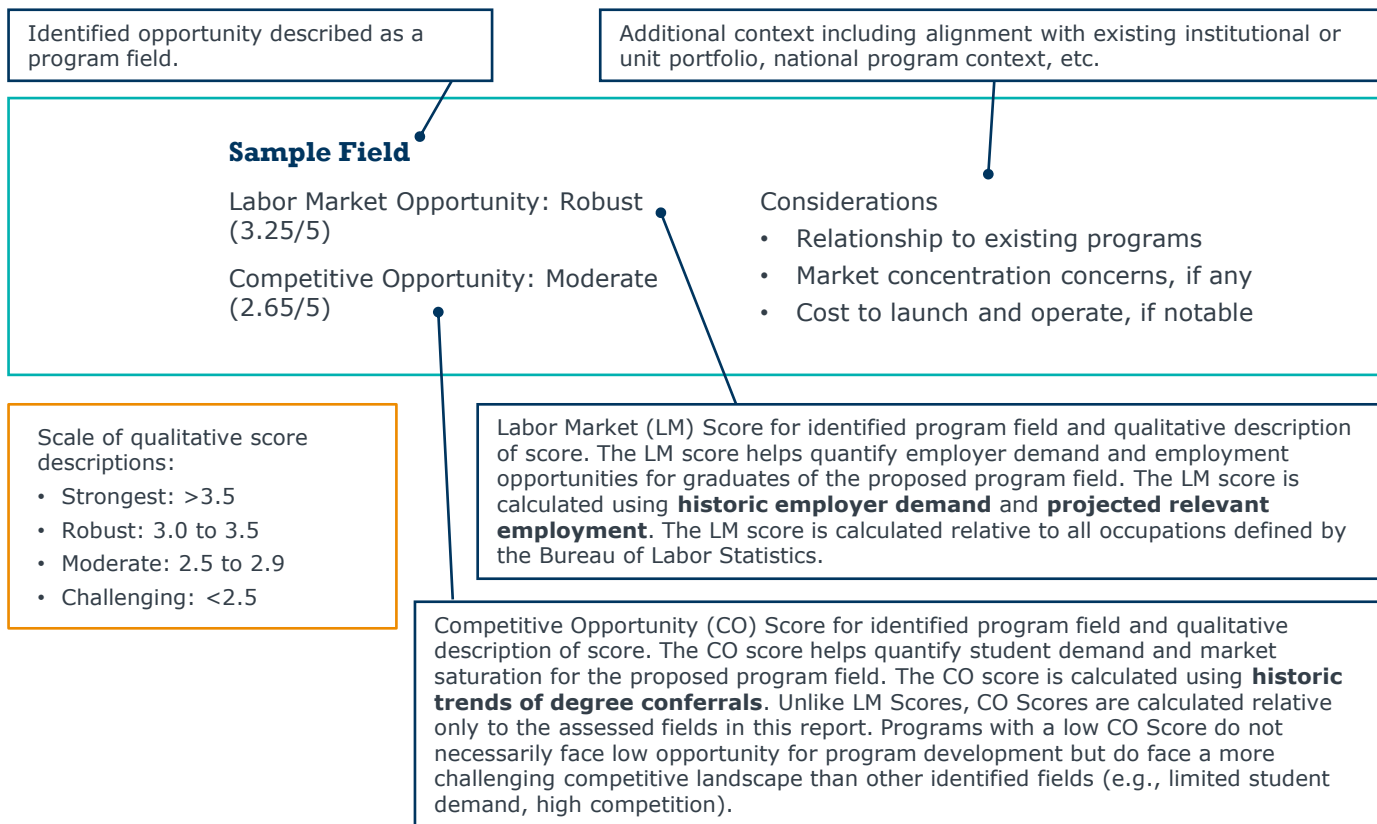 Identified opportunity described as a
program field.
Additional context including alignment with existing institutional or
unit portfolio, national program context, etc.
Sample Field
Labor Market Opportunity: Robust
(3.25/5)
Competitive Opportunity: Moderate
(2.65/5)
Considerations
• Relationship to existing programs
• Market concentration concerns, if any
• Cost to launch and operate, if notable
Scale of qualitative score
descriptions:
• Strongest: >3.5
• Robust: 3.0 to 3.5
• Moderate: 2.5 to 2.9
• Challenging: <2.5
Labor Market (LM) Score for identified program field and qualitative description
of score. The LM score helps quantify employer demand and employment
opportunities for graduates of the proposed program field. The LM score is
calculated using historic employer demand and projected relevant
employment. The LM score is calculated relative to all occupations defined by
the Bureau of Labor Statistics.
Competitive Opportunity (CO) Score for identified program field and qualitative
description of score. The CO score helps quantify student demand and market
saturation for the proposed program field. The CO score is calculated using historic
trends of degree conferrals. Unlike LM Scores, CO Scores are calculated relative
only to the assessed fields in this report. Programs with a low CO Score do not
necessarily face low opportunity for program development but do face a more
challenging competitive landscape than other identified fields (e.g., limited student
demand, high competition).